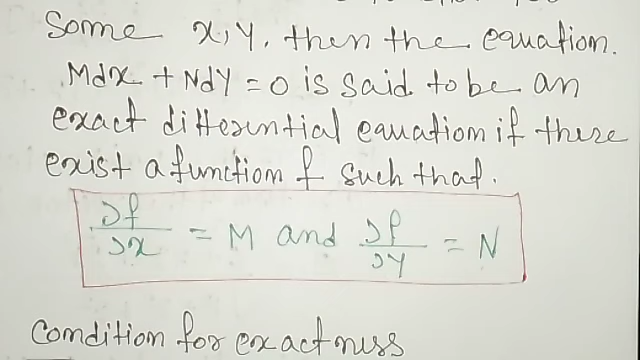 Some x, y, then the equation.
Mdx + Ndy = 0 is said to be an
exact differential equation if there
exist a function f such that.
∂f/∂x = M and ∂f/∂y = N
Condition for exactness